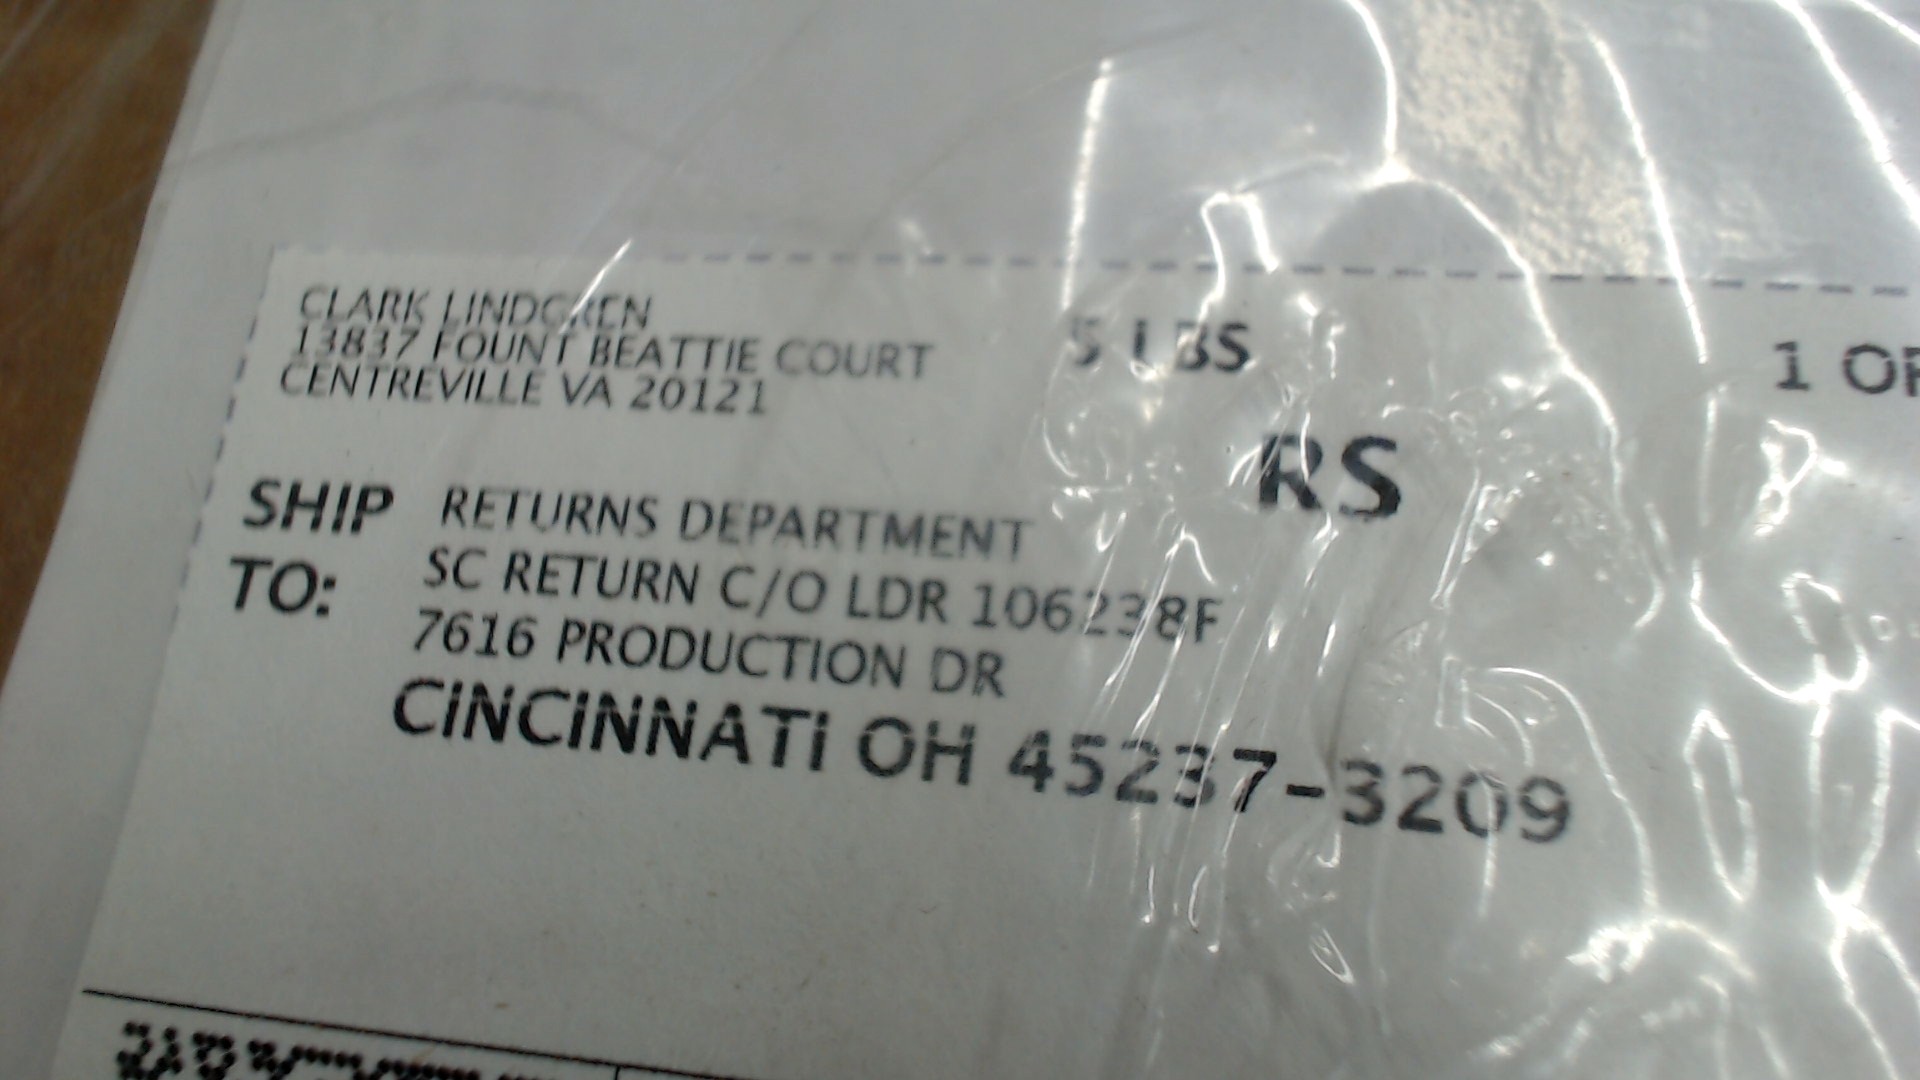 CLARK LINDGREN
13837 FOUNT BEATTIE COURT
CENTREVILLE VA 20121
5 LBS
1 OF
RS
SHIP TO:
RETURNS DEPARTMENT
SC RETURN C/O LDR 106238F
7616 PRODUCTION DR
CINCINNATI OH 45237-3209